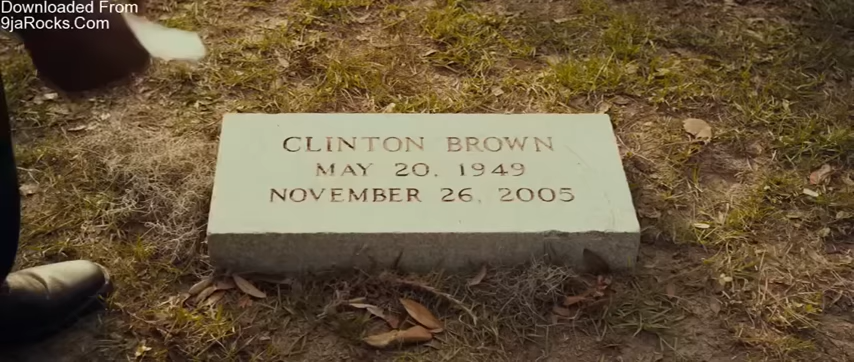 Downloaded From
9jaRocks.Com
CLINTON BROWN
MAY 20, 1949
NOVEMBER 26, 2005